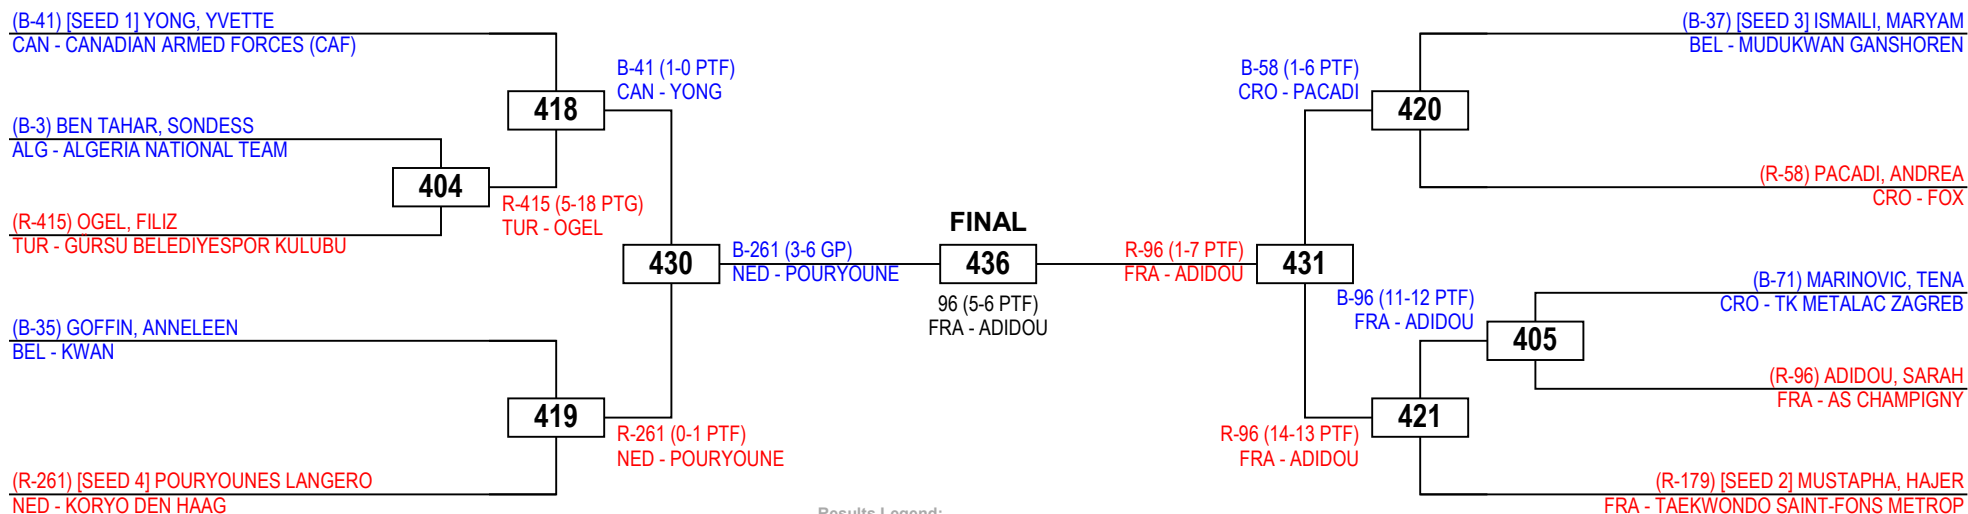 (B-41) [SEED 1] YONG, YVETTE
CAN - CANADIAN ARMED FORCES (CAF)
(B-3) BEN TAHAR, SONDESS
ALG - ALGERIA NATIONAL TEAM
(R-415) OGEL, FILIZ
TUR - GÜRSU BELEDIYESPOR KULUBU
(B-35) GOFFIN, ANNELEEN
BEL - KWAN
(R-261) [SEED 4] POURYOUNES LANGERO
NED - KORYO DEN HAAG
404
418
419
R-415 (5-18 PTG)
TUR - OGEL
B-41 (1-0 PTF)
CAN - YONG
R-261 (0-1 PTF)
NED - POURYOUNE
430
B-261 (3-6 GP)
NED - POURYOUNE
FINAL
436
96 (5-6 PTF)
FRA - ADIDOU
R-96 (1-7 PTF)
FRA - ADIDOU
431
B-58 (1-6 PTF)
CRO - PACADI
R-96 (14-13 PTF)
FRA - ADIDOU
420
421
B-96 (11-12 PTF)
FRA - ADIDOU
405
(B-37) [SEED 3] ISMAILI, MARYAM
BEL - MUDUKWAN GANSHOREN
(R-58) PACADI, ANDREA
CRO - FOX
(B-71) MARINOVIC, TENA
CRO - TK METALAC ZAGREB
(R-96) ADIDOU, SARAH
FRA - AS CHAMPIGNY
(R-179) [SEED 2] MUSTAPHA, HAJER
FRA - TAEKWONDO SAINT-FONS METROP
Results Legend: